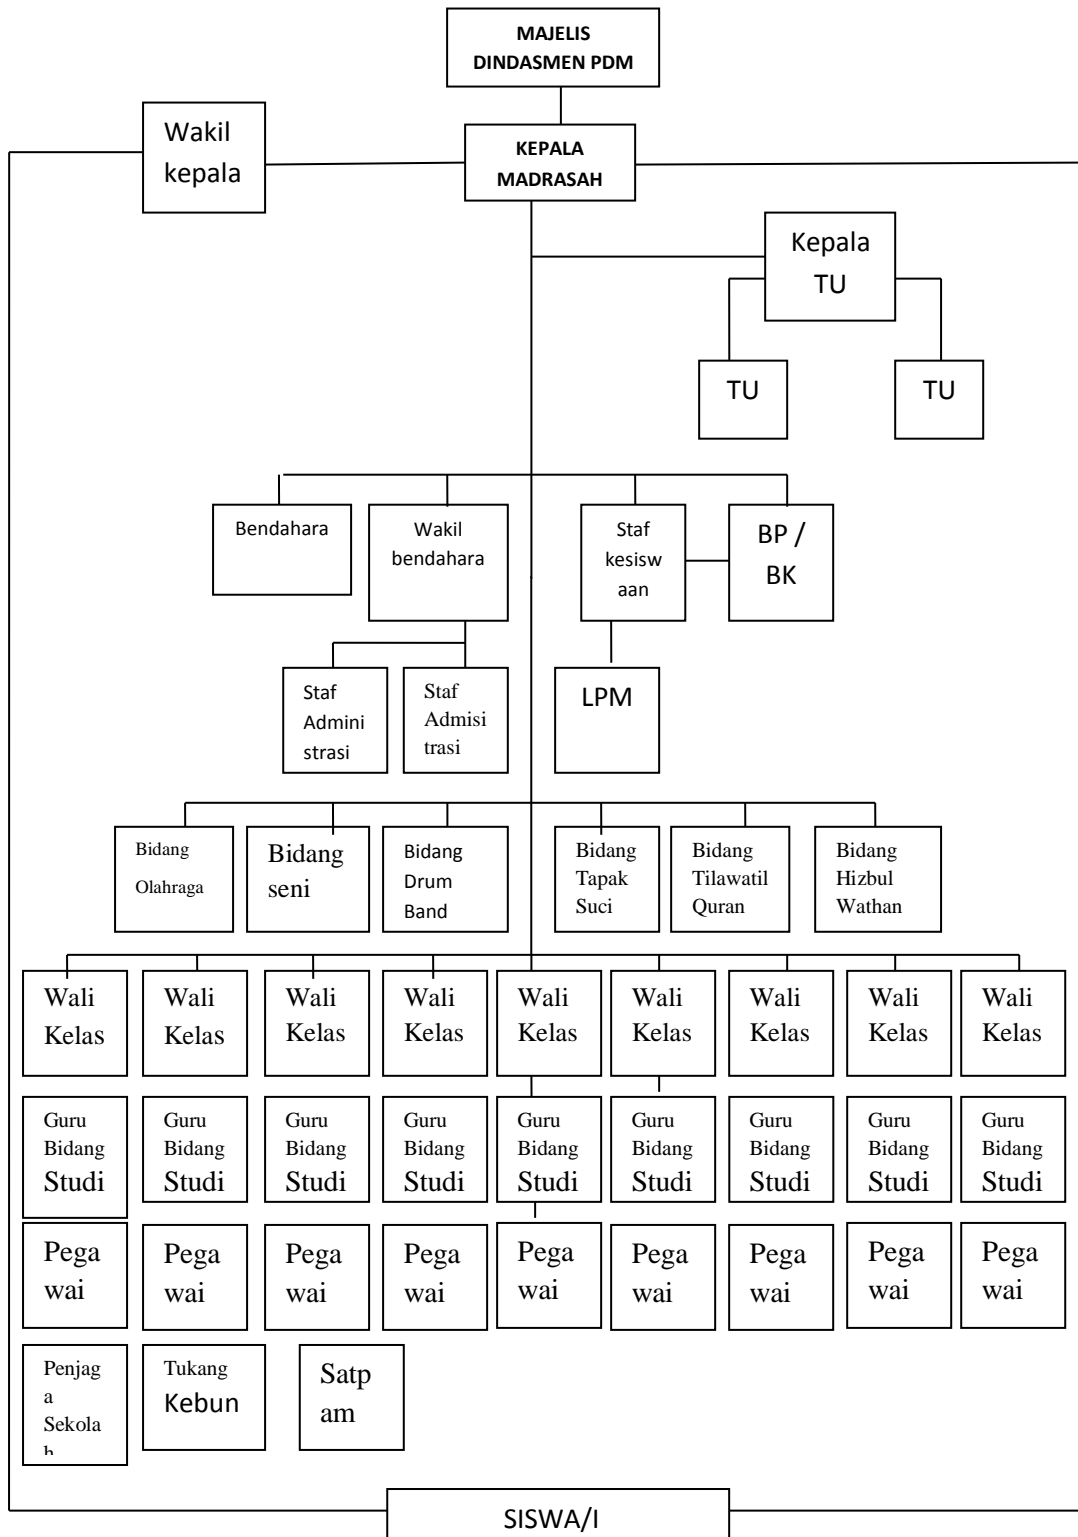 MAJELIS
DINDASMEN PDM
Wakil
kepala
KEPALA
MADRASAH
Kepala
TU
TU
TU
Bendahara
Wakil
bendahara
Staf
kesisw
aan
BP /
BK
Staf
Admini
strasi
Staf
Admisi
trasi
LPM
Bidang
Olahraga
Bidang
seni
Bidang
Drum
Band
Bidang
Tapak
Suci
Bidang
Tilawatil
Quran
Bidang
Hizbul
Wathan
Wali
Kelas
Wali
Kelas
Wali
Kelas
Wali
Kelas
Wali
Kelas
Wali
Kelas
Wali
Kelas
Wali
Kelas
Wali
Kelas
Guru
Bidang
Studi
Guru
Bidang
Studi
Guru
Bidang
Studi
Guru
Bidang
Studi
Guru
Bidang
Studi
Guru
Bidang
Studi
Guru
Bidang
Studi
Guru
Bidang
Studi
Guru
Bidang
Studi
Pega
wai
Pega
wai
Pega
wai
Pega
wai
Pega
wai
Pega
wai
Pega
wai
Pega
wai
Pega
wai
Penjag
a
Sekola
h
Tukang
Kebun
Satp
am
SISWA/I